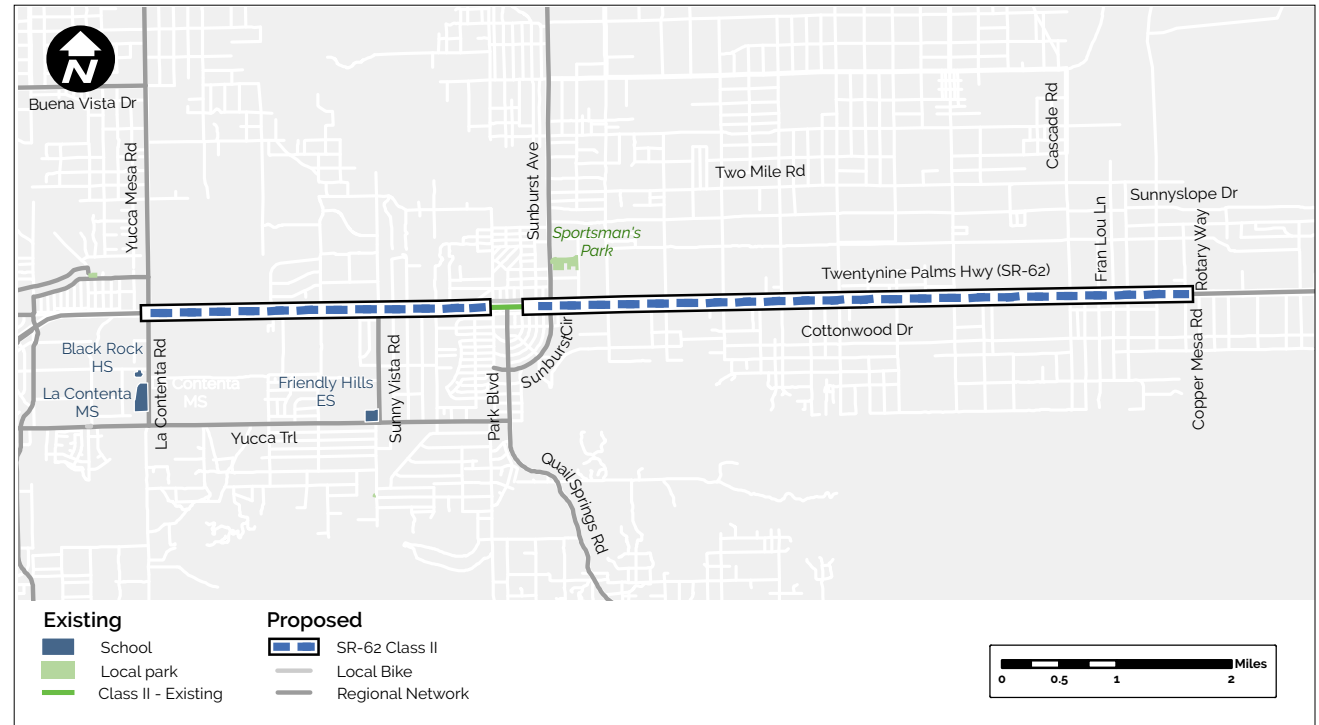 N
Buena Vista Dr
Yucca Mesa Rd
Sunburst Ave
Cascade Rd
Two Mile Rd
Sunnyslope Dr
Fran Lou Ln
Rotary Way
Sportsman's
Park
Twentynine Palms Hwy (SR-62)
Cottonwood Dr
Black Rock
HS
La Contenta
MS
Contenta
MS
La Contenta Rd
Friendly Hills
ES
Sunny Vista Rd
Park Blvd
Sunburst Cir
Copper Mesa Rd
Yucca Trl
Quail Springs Rd
Existing
School
Local park
Class II - Existing
Proposed
SR-62 Class II
Local Bike
Regional Network
Miles
0 0.5 1 2